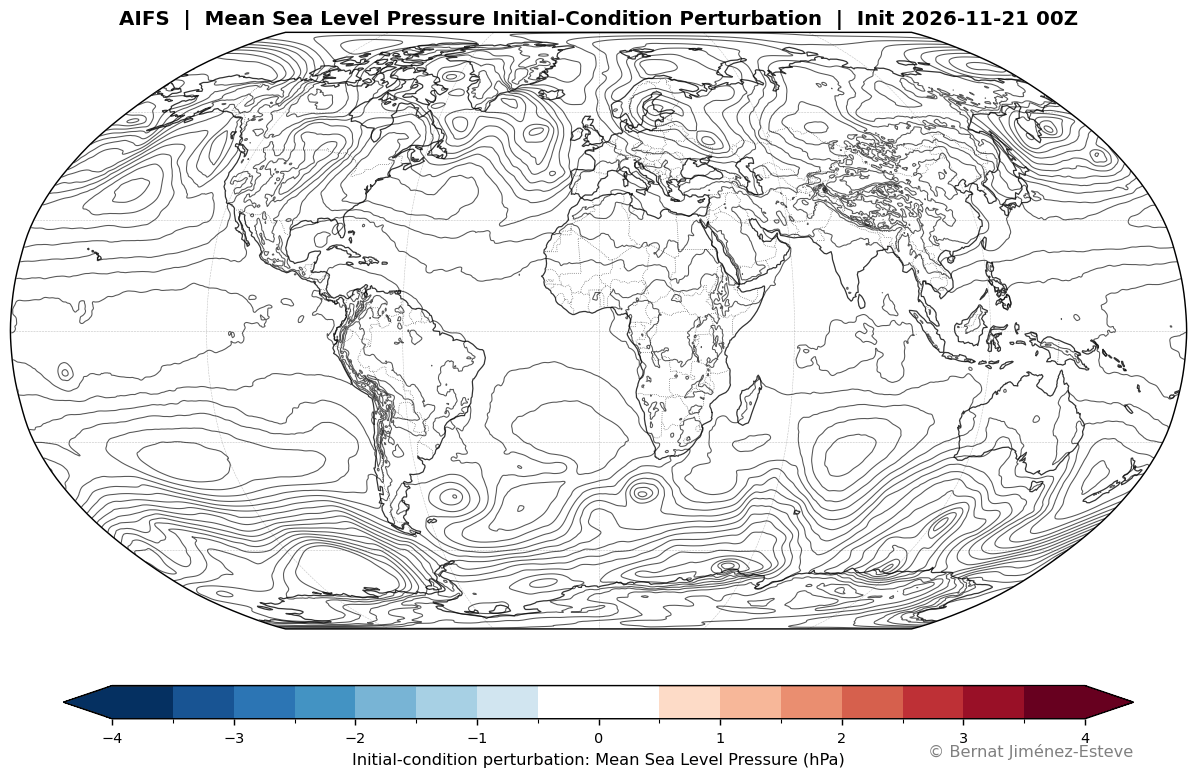 AIFS | Mean Sea Level Pressure Initial-Condition Perturbation | Init 2026-11-21 00Z
−4 −3 −2 −1 0 1 2 3 4
Initial-condition perturbation: Mean Sea Level Pressure (hPa)
© Bernat Jiménez-Esteve